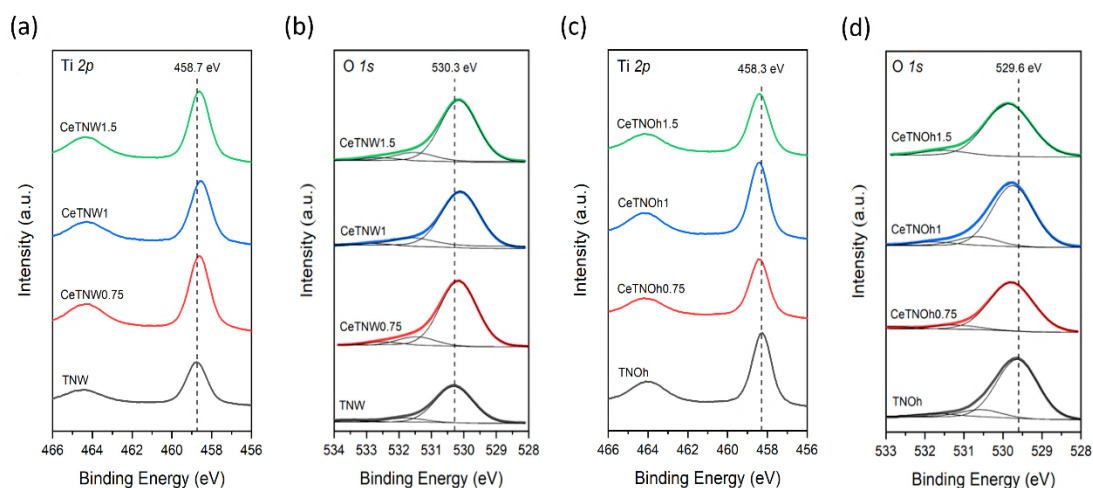 (a)
Ti 2p
458.7 eV
CeTNW1.5
CeTNW1
CeTNW0.75
TNW
Intensity (a.u.)
466 464 462 460 458 456
Binding Energy (eV)
(b)
O 1s
530.3 eV
CeTNW1.5
CeTNW1
CeTNW0.75
TNW
Intensity (a.u.)
534 533 532 531 530 529 528
Binding Energy (eV)
(c)
Ti 2p
458.3 eV
CeTNOh1.5
CeTNOh1
CeTNOh0.75
TNOh
Intensity (a.u.)
466 464 462 460 458 456
Binding Energy (eV)
(d)
O 1s
529.6 eV
CeTNOh1.5
CeTNOh1
CeTNOh0.75
TNOh
Intensity (a.u.)
533 532 531 530 529 528
Binding Energy (eV)